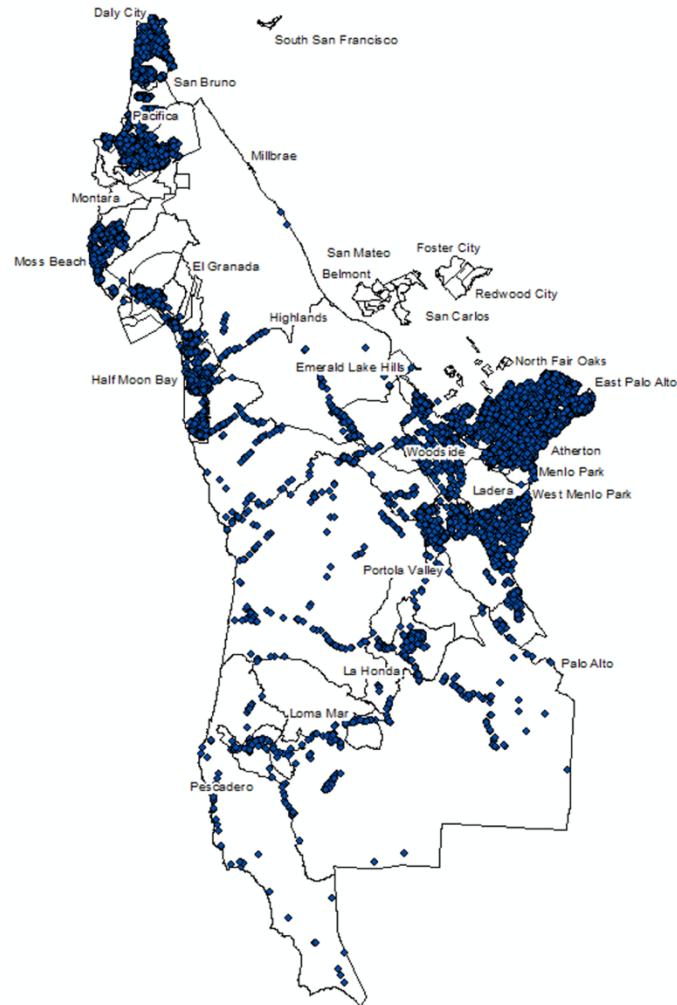 Daly City
South San Francisco
San Bruno
Pacifica
Millbrae
Montara
Moss Beach
El Granada
San Mateo
Foster City
Belmont
Redwood City
San Carlos
Highlands
Half Moon Bay
Emerald Lake Hills
North Fair Oaks
East Palo Alto
Woodside
Atherton
Menlo Park
Ladera
West Menlo Park
Portola Valley
Palo Alto
La Honda
Loma Mar
Pescadero